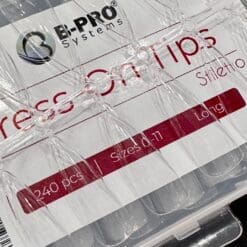 E-PRO®
Systems
ress On Tips
Stiletto
240 pcs | Sizes 0-11 | Long